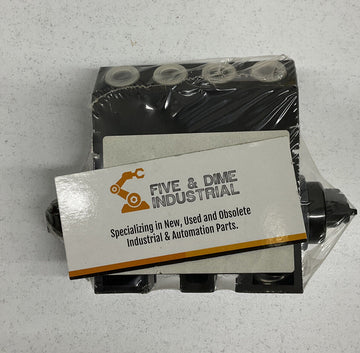 FIVE & DIME
INDUSTRIAL
Specializing in New, Used and Obsolete
Industrial & Automation Parts.